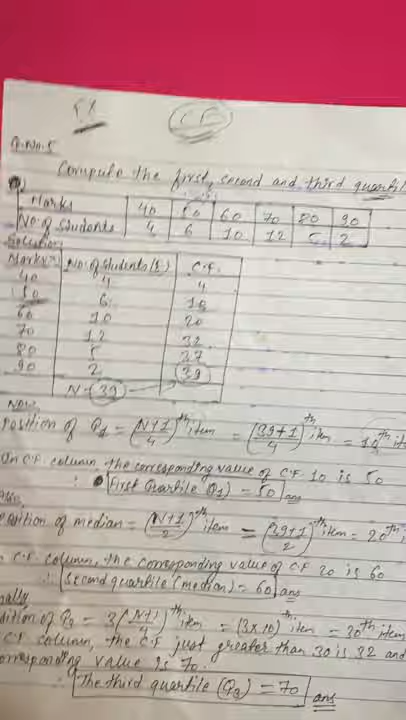 Q.No.5
Compute the first, second and third quartil
Marks 40 50 60 70 80 90
No. of students 4 6 10 12 5 2
Solution
Marks No. of students(f) C.F.
40 4 4
50 6 10
60 10 20
70 12 32
80 5 37
90 2 39
N=39
Now,
position of Q1 = (N+1/4)th item = (39+1/4)th item = 10th item
In C.F. column, the corresponding value of C.F. 10 is 50
∴ First Quartile (Q1) = 50 ans
position of median = (N+1/2)th item = (39+1/2)th item = 20th
C.F. column, the corresponding value of CF 20 is 60
∴ Second quartile (median) = 60 ans
ition of Q3 = 3(N+1/4)th item = (3×10)th item = 30th item
C.F column, the C.F just greater than 30 is 32 and
orresponding value is 70.
∴ The third quartile (Q3) = 70 ans